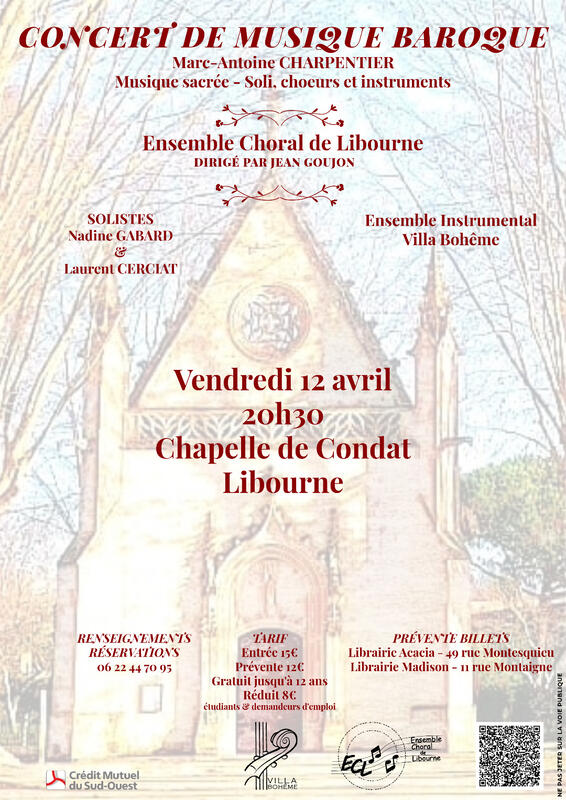 CONCERT DE MUSIQUE BAROQUE
Marc-Antoine CHARPENTIER
Musique sacrée - Soli, choeurs et instruments
Ensemble Choral de Libourne
DIRIGÉ PAR JEAN GOUJON
SOLISTES
Nadine GABARD
&
Laurent CERCIAT
Ensemble Instrumental
Villa Bohême
Vendredi 12 avril
20h30
Chapelle de Condat
Libourne
RENSEIGNEMENTS
RÉSERVATIONS
06 22 44 70 95
TARIF
Entrée 15€
Prévente 12€
Gratuit jusqu'à 12 ans
Réduit 8€
étudiants & demandeurs d'emploi
PRÉVENTE BILLETS
Librairie Acacia - 49 rue Montesquieu
Librairie Madison - 11 rue Montaigne
Crédit Mutuel
du Sud-Ouest
VILLA
BOHÊME
ECL
Ensemble
Choral de
Libourne
NE PAS JETER SUR LA VOIE PUBLIQUE